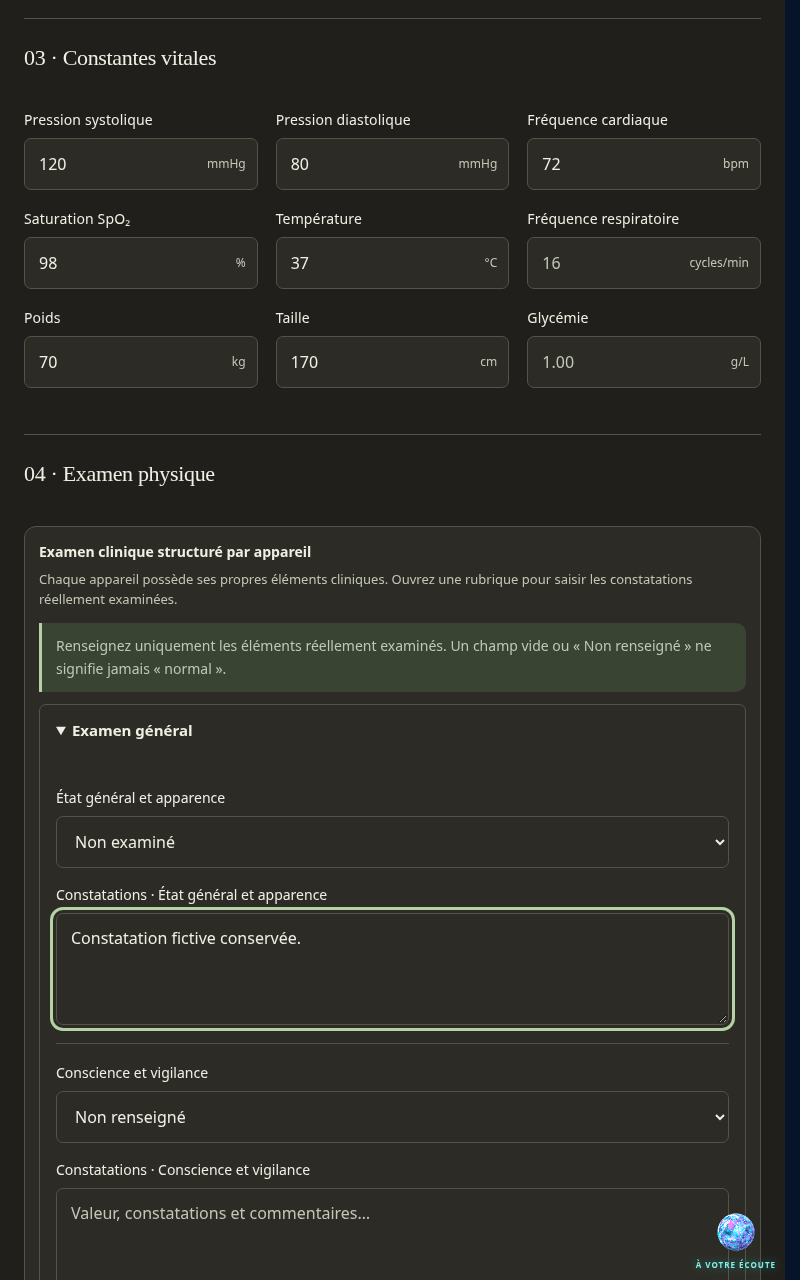 03 · Constantes vitales
Pression systolique
Pression diastolique
Fréquence cardiaque
120 mmHg
80 mmHg
72 bpm
Saturation SpO₂
Température
Fréquence respiratoire
98 %
37 °C
16 cycles/min
Poids
Taille
Glycémie
70 kg
170 cm
1.00 g/L
04 · Examen physique
Examen clinique structuré par appareil
Chaque appareil possède ses propres éléments cliniques. Ouvrez une rubrique pour saisir les constatations
réellement examinées.
Renseignez uniquement les éléments réellement examinés. Un champ vide ou « Non renseigné » ne
signifie jamais « normal ».
▼ Examen général
État général et apparence
Non examiné
Constatations · État général et apparence
Constatation fictive conservée.
Conscience et vigilance
Non renseigné
Constatations · Conscience et vigilance
Valeur, constatations et commentaires...
À VOTRE ÉCOUTE